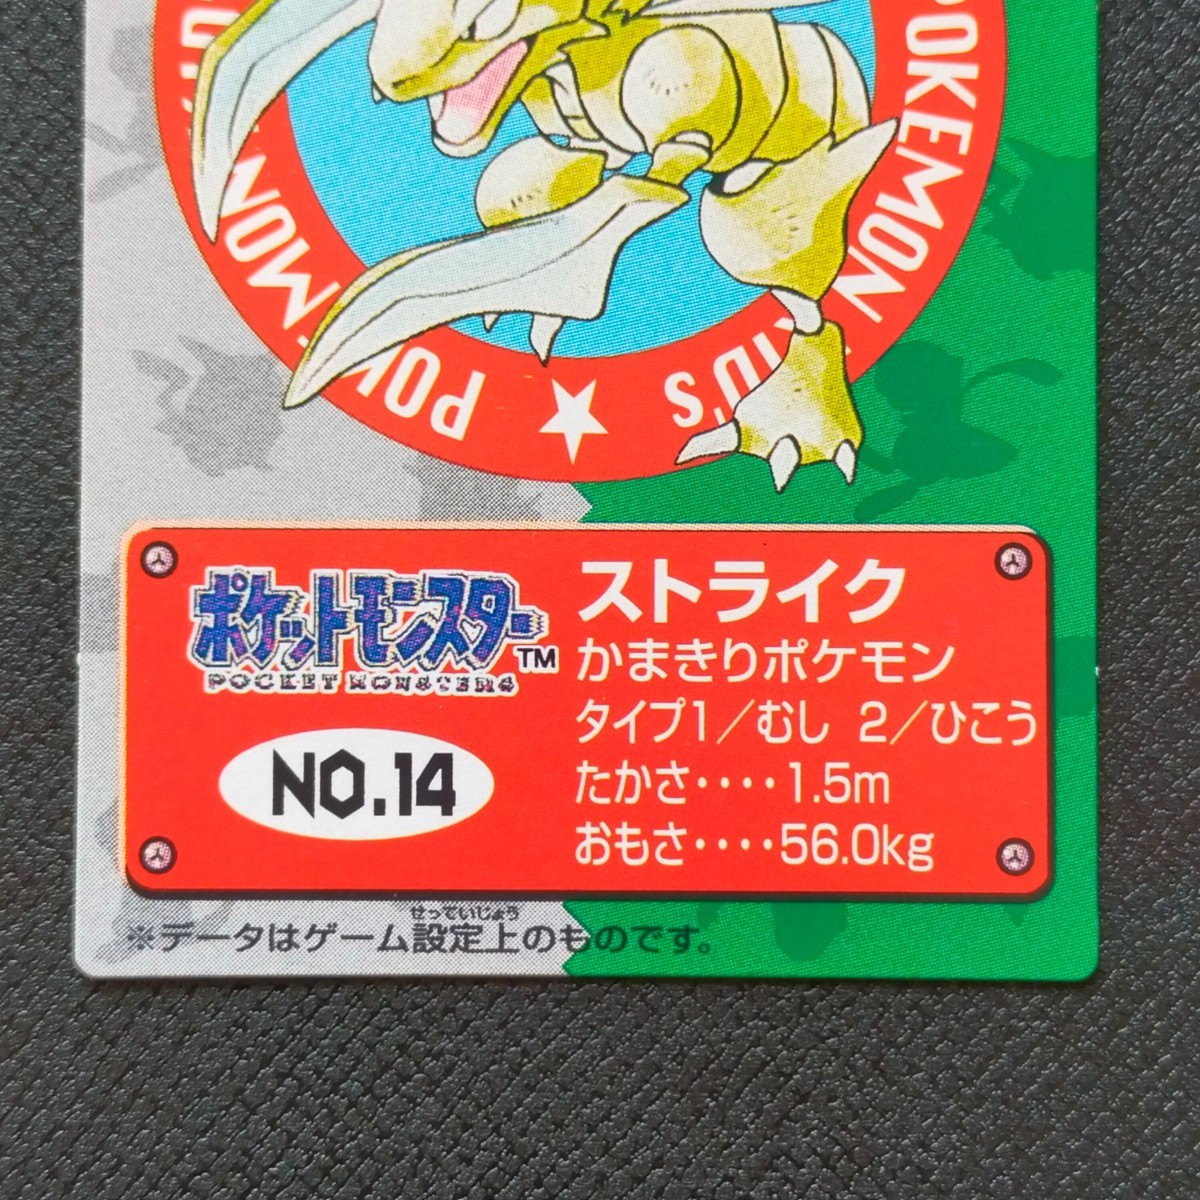 POKEMON
POKEMON KIDS
ポケットモンスター TM
POCKET MONSTERS
NO.14
ストライク
かまきりポケモン
タイプ1／むし 2／ひこう
たかさ････1.5m
おもさ････56.0kg
せっていじょう
※データはゲーム設定上のものです。